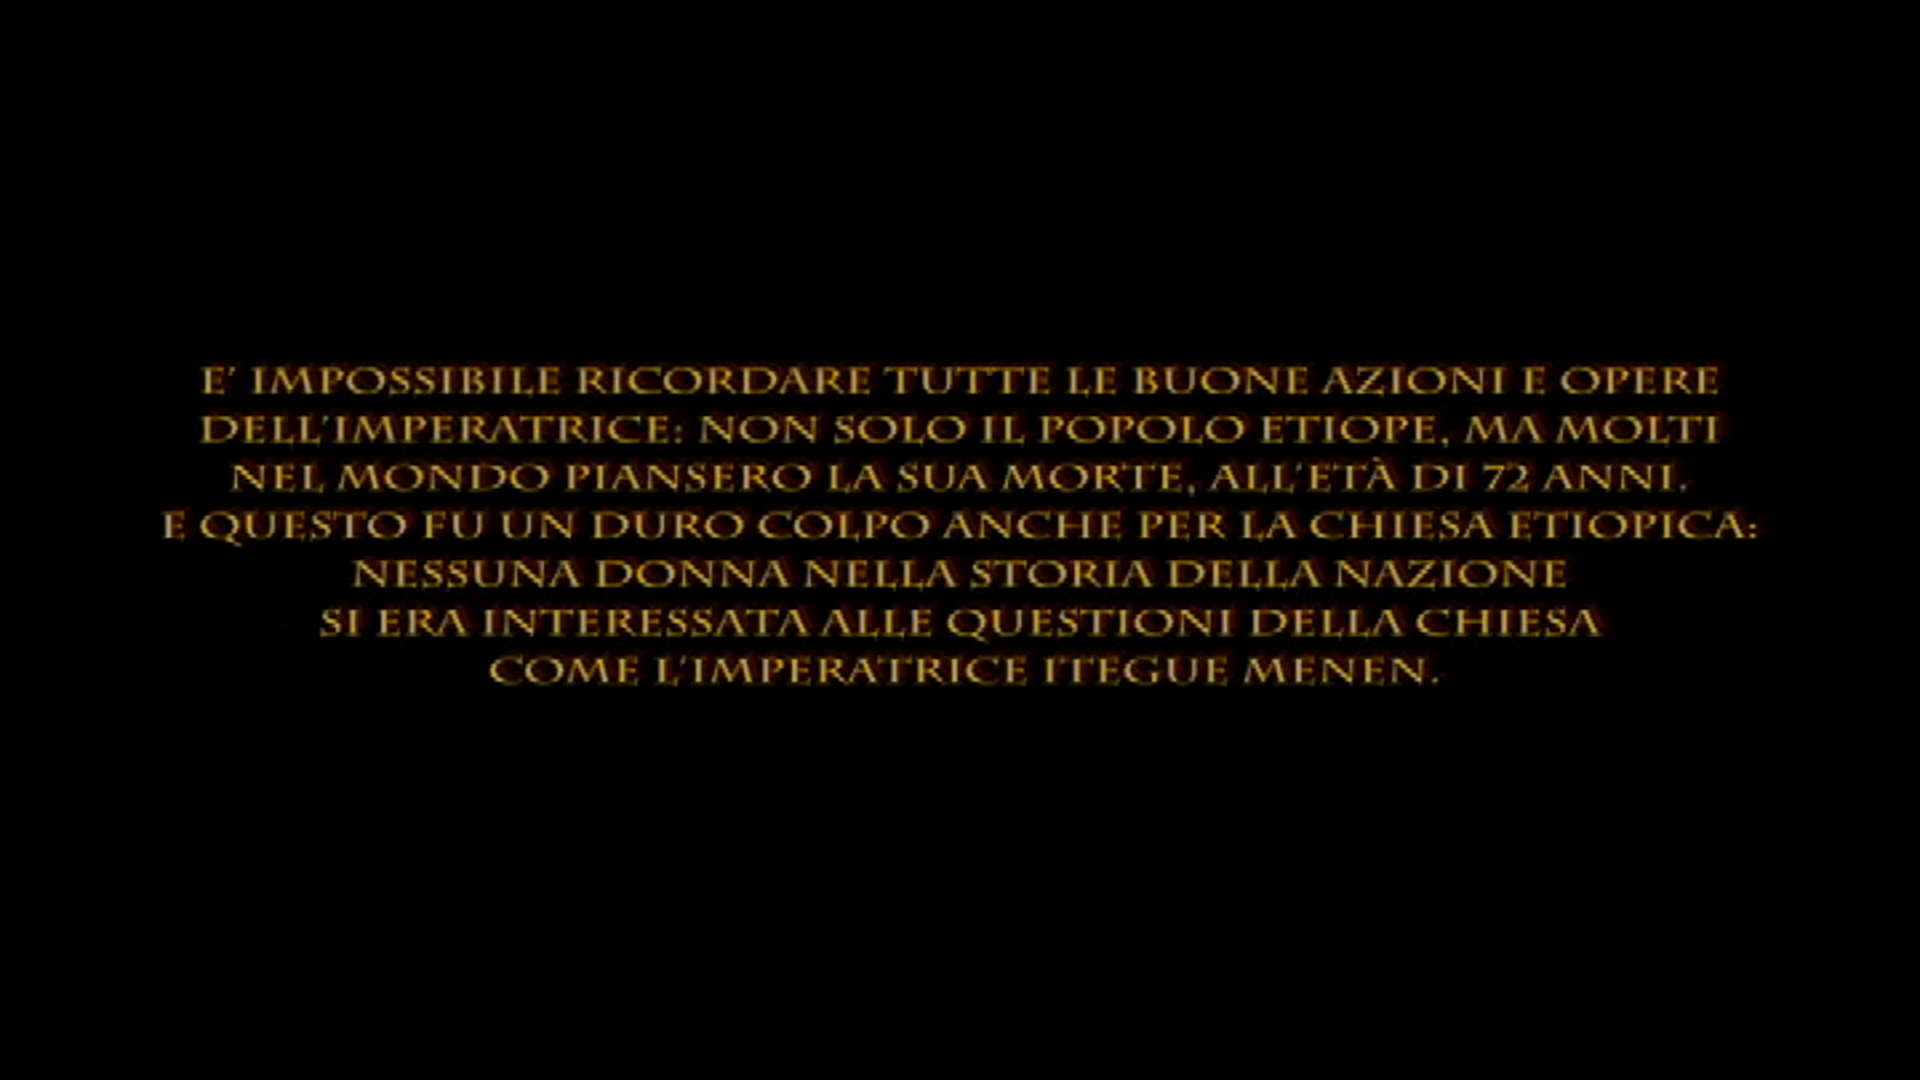 E' IMPOSSIBILE RICORDARE TUTTE LE BUONE AZIONI E OPERE
DELL'IMPERATRICE: NON SOLO IL POPOLO ETIOPE, MA MOLTI
NEL MONDO PIANSERO LA SUA MORTE, ALL'ETÀ DI 72 ANNI.
E QUESTO FU UN DURO COLPO ANCHE PER LA CHIESA ETIOPICA:
NESSUNA DONNA NELLA STORIA DELLA NAZIONE
SI ERA INTERESSATA ALLE QUESTIONI DELLA CHIESA
COME L'IMPERATRICE ITEGUE MENEN.